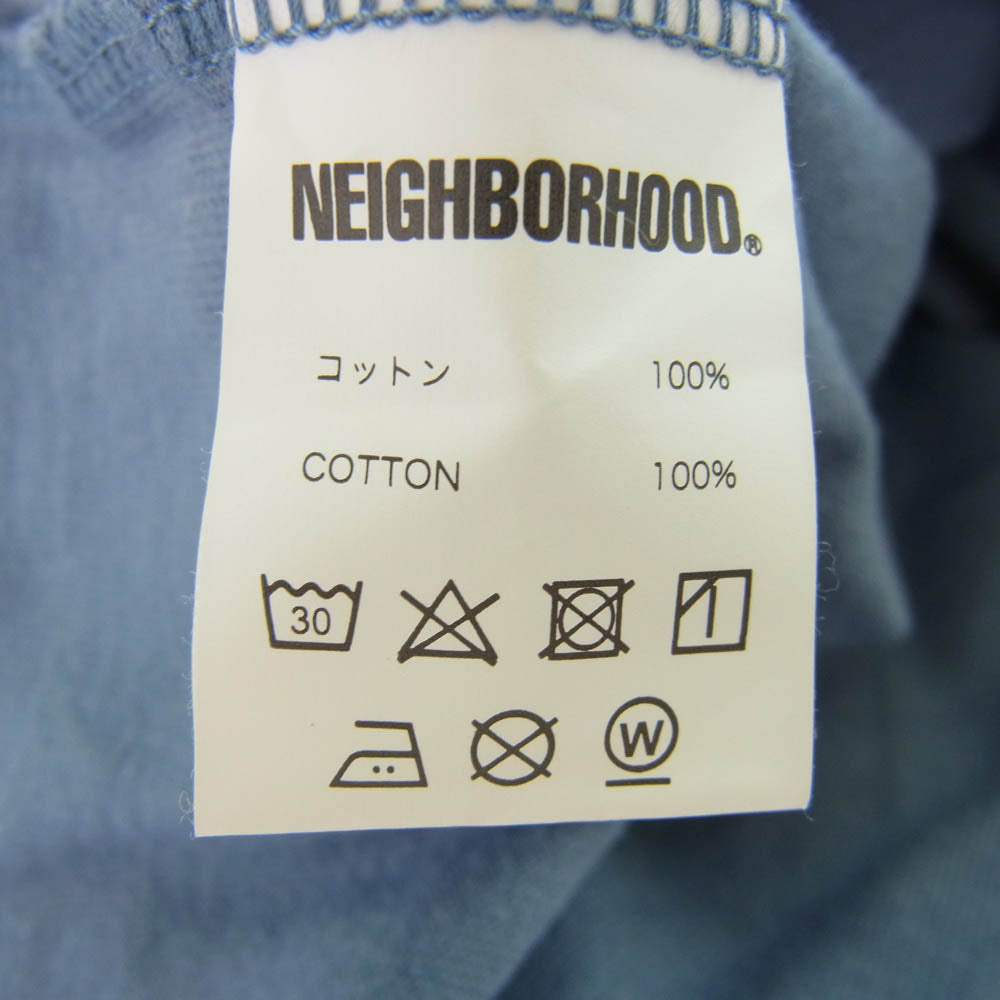 NEIGHBORHOOD®
コットン 100%
COTTON 100%
30
W